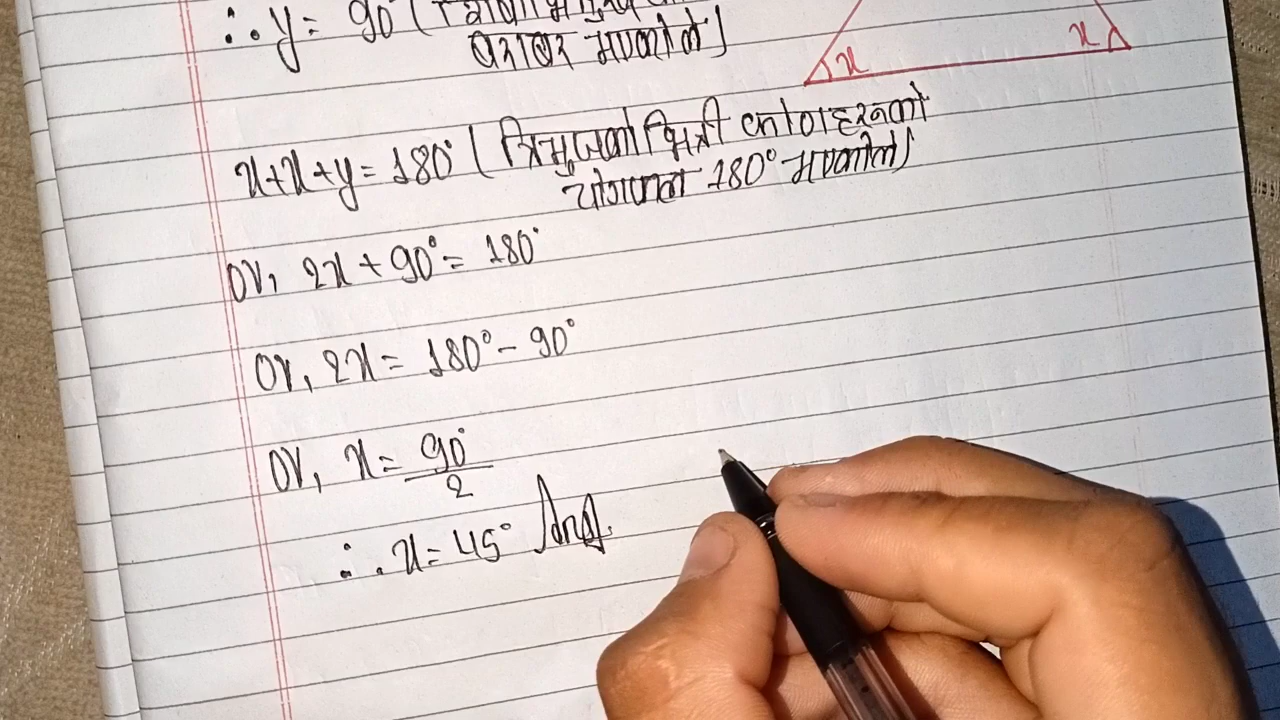 ∴ y = 90°
बराबर भएकोले)
x x
x+x+y = 180° (त्रिभुजको भित्री कोणहरूको
योगफल 180° भएकोले)
or, 2x + 90° = 180°
or, 2x = 180° - 90°
or, x = 90°/2
∴ x = 45° Ans.